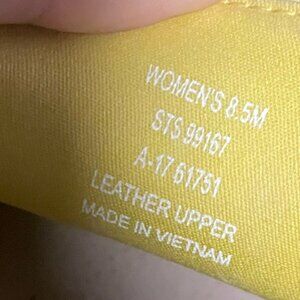 WOMEN'S 8.5M
STS 99167
A-17 61751
LEATHER UPPER
MADE IN VIETNAM